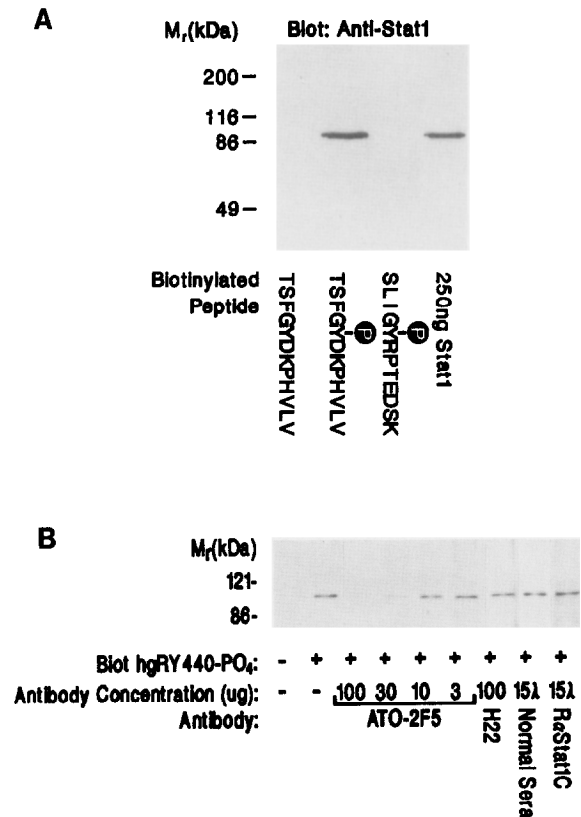 A
Mr(kDa)
Biot: Anti-Stat1
200
116
86
49
Biotinylated
Peptide
TSFGYDKPHVLV
TSFGYDKPHVLV
P
SLIGYRPTEDSK
P
250ng Stat1
B
Mr(kDa)
121-
86-
Biot hgRY440-PO4: - + + + + + + + +
Antibody Concentration (ug): - - 100 30 10 3 100 15λ 15λ
Antibody: ATO-2F5 H22 Normal Sera RαStat1C